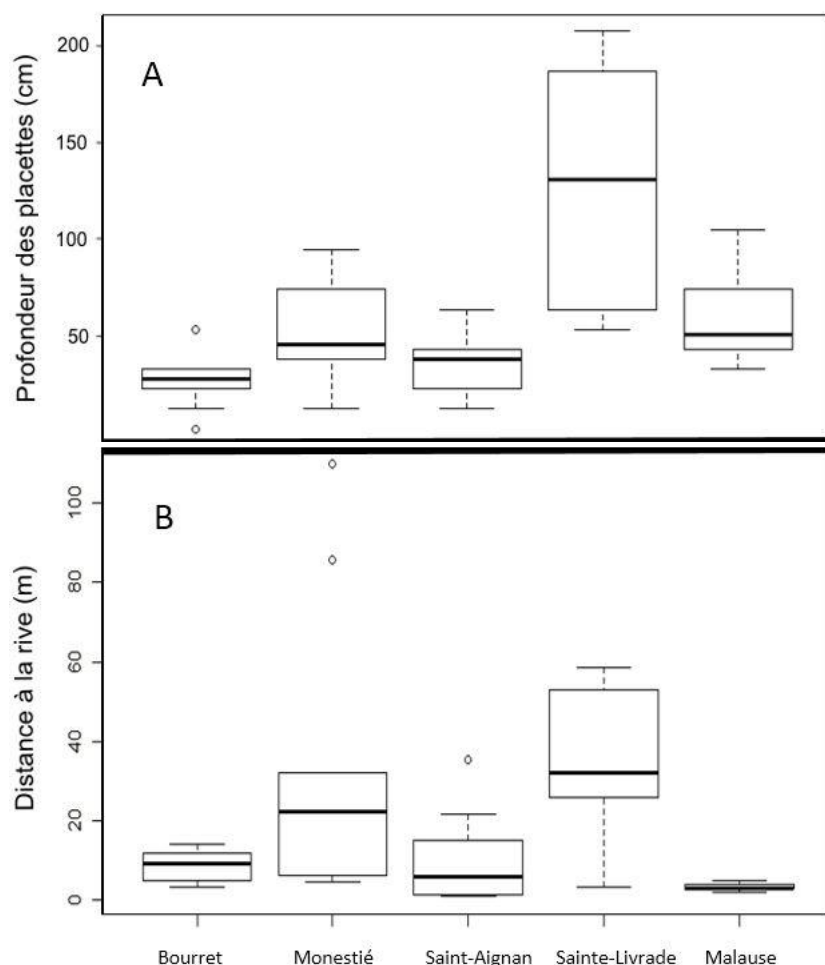 A
Profondeur des placettes (cm)
200
150
100
50
B
Distance à la rive (m)
100
80
60
40
20
0
Bourret Monestié Saint-Aignan Sainte-Livrade Malause